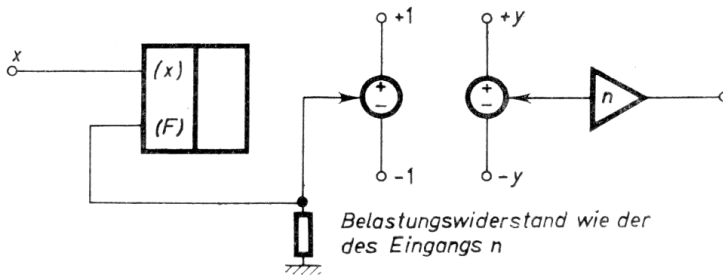 +1
+y
x
(x)
(F)
+
−
+
−
n
-1
-y
Belastungswiderstand wie der
des Eingangs n